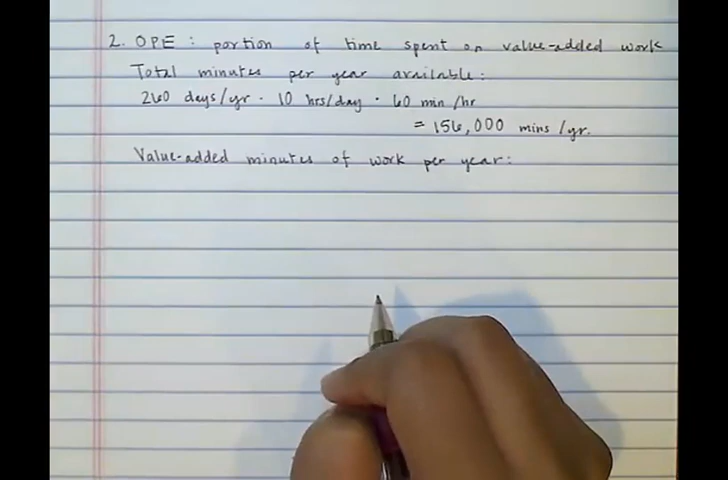 2. OPE : portion of time spent on value-added work
Total minutes per year available:
260 days/yr · 10 hrs/day · 60 min/hr
= 156,000 mins/yr.
Value-added minutes of work per year: